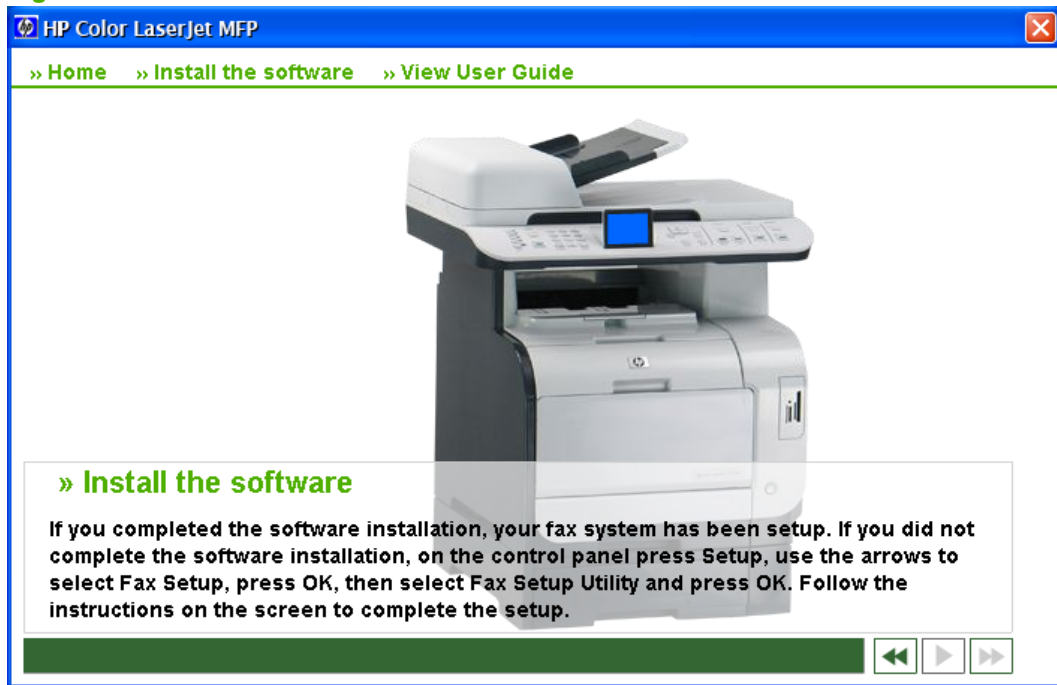 HP Color LaserJet MFP
» Home » Install the software » View User Guide
hp
» Install the software
If you completed the software installation, your fax system has been setup. If you did not
complete the software installation, on the control panel press Setup, use the arrows to
select Fax Setup, press OK, then select Fax Setup Utility and press OK. Follow the
instructions on the screen to complete the setup.